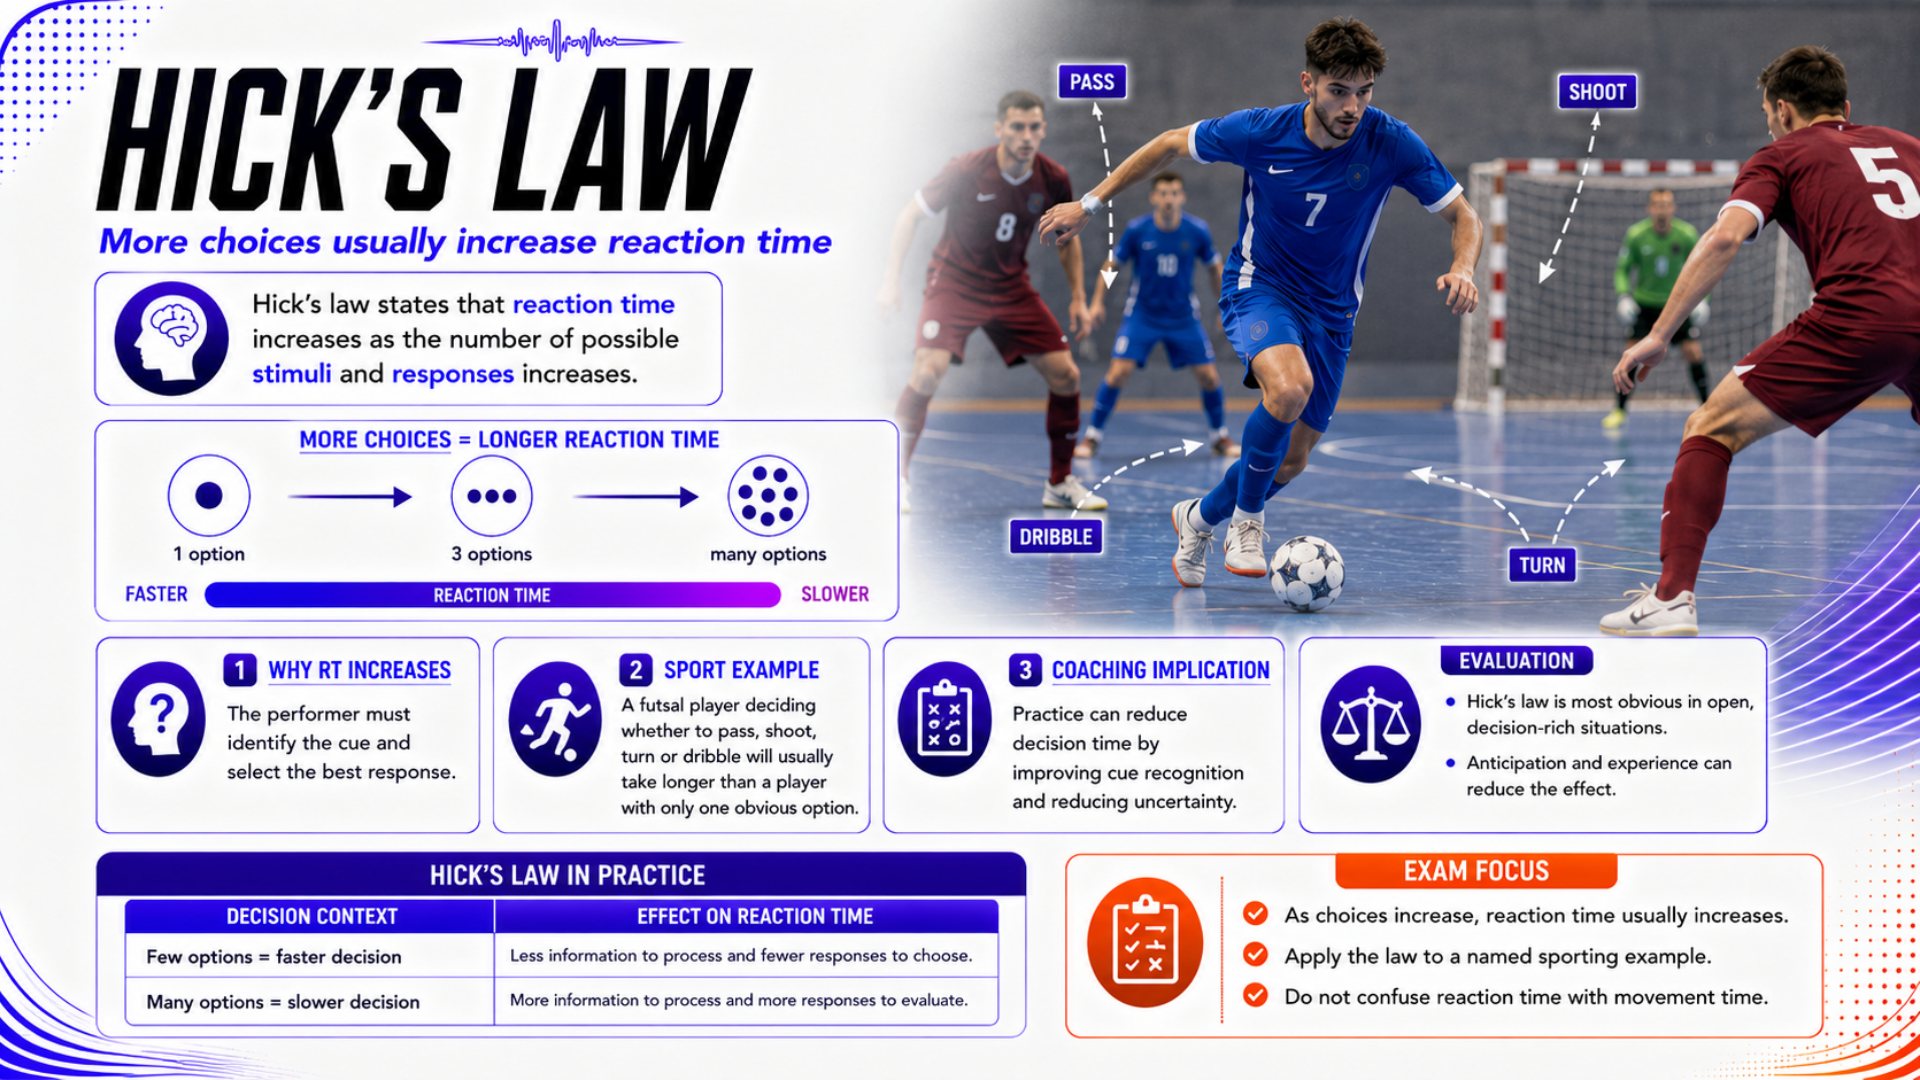 HICK'S LAW
More choices usually increase reaction time
Hick's law states that reaction time
increases as the number of possible
stimuli and responses increases.
MORE CHOICES = LONGER REACTION TIME
1 option
3 options
many options
FASTER
REACTION TIME
SLOWER
PASS
SHOOT
DRIBBLE
TURN
8
10
7
5
1 WHY RT INCREASES
The performer must
identify the cue and
select the best response.
2 SPORT EXAMPLE
A futsal player deciding
whether to pass, shoot,
turn or dribble will usually
take longer than a player
with only one obvious option.
3 COACHING IMPLICATION
Practice can reduce
decision time by
improving cue recognition
and reducing uncertainty.
EVALUATION
• Hick's law is most obvious in open,
decision-rich situations.
• Anticipation and experience can
reduce the effect.
HICK'S LAW IN PRACTICE
DECISION CONTEXT
EFFECT ON REACTION TIME
Few options = faster decision
Less information to process and fewer responses to choose.
Many options = slower decision
More information to process and more responses to evaluate.
EXAM FOCUS
As choices increase, reaction time usually increases.
Apply the law to a named sporting example.
Do not confuse reaction time with movement time.